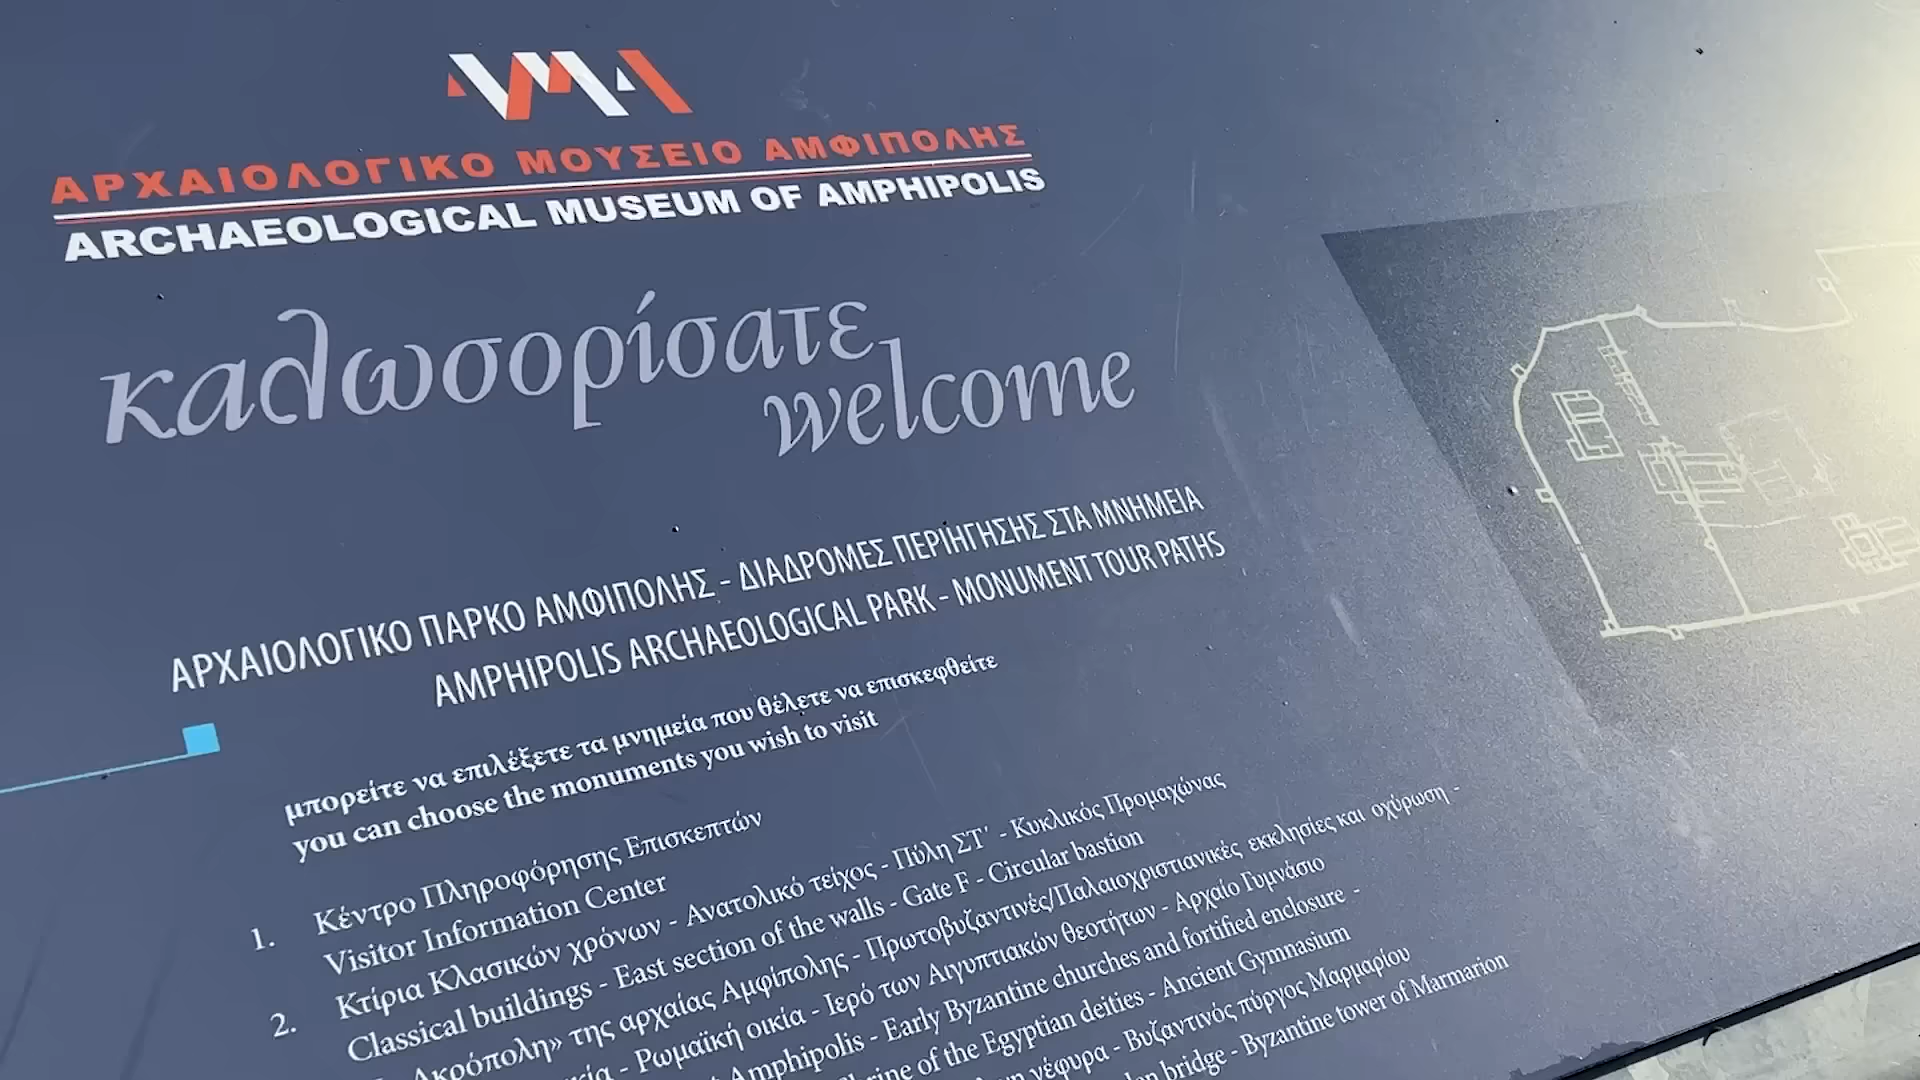 ΑΡΧΑΙΟΛΟΓΙΚΟ ΜΟΥΣΕΙΟ ΑΜΦΙΠΟΛΗΣ
ARCHAEOLOGICAL MUSEUM OF AMPHIPOLIS
καλωσορίσατε
welcome
ΑΡΧΑΙΟΛΟΓΙΚΟ ΠΑΡΚΟ ΑΜΦΙΠΟΛΗΣ - ΔΙΑΔΡΟΜΕΣ ΠΕΡΙΗΓΗΣΗΣ ΣΤΑ ΜΝΗΜΕΙΑ
AMPHIPOLIS ARCHAEOLOGICAL PARK - MONUMENT TOUR PATHS
μπορείτε να επιλέξετε τα μνημεία που θέλετε να επισκεφθείτε
you can choose the monuments you wish to visit
1. Κέντρο Πληροφόρησης Επισκεπτών
Visitor Information Center
2. Κτίρια Κλασικών χρόνων - Ανατολικό τείχος - Πύλη ΣΤ΄ - Κυκλικός Προμαχώνας
Classical buildings - East section of the walls - Gate F - Circular bastion
Ακρόπολη» της αρχαίας Αμφίπολης - Πρωτοβυζαντινές/Παλαιοχριστιανικές εκκλησίες και οχύρωση -
- Ρωμαϊκή οικία - Ιερό των Αιγυπτιακών θεοτήτων - Αρχαίο Γυμνάσιο
Amphipolis - Early Byzantine churches and fortified enclosure -
of the Egyptian deities - Ancient Gymnasium
γέφυρα - Βυζαντινός πύργος Μαρμαρίου
bridge - Byzantine tower of Marmarion